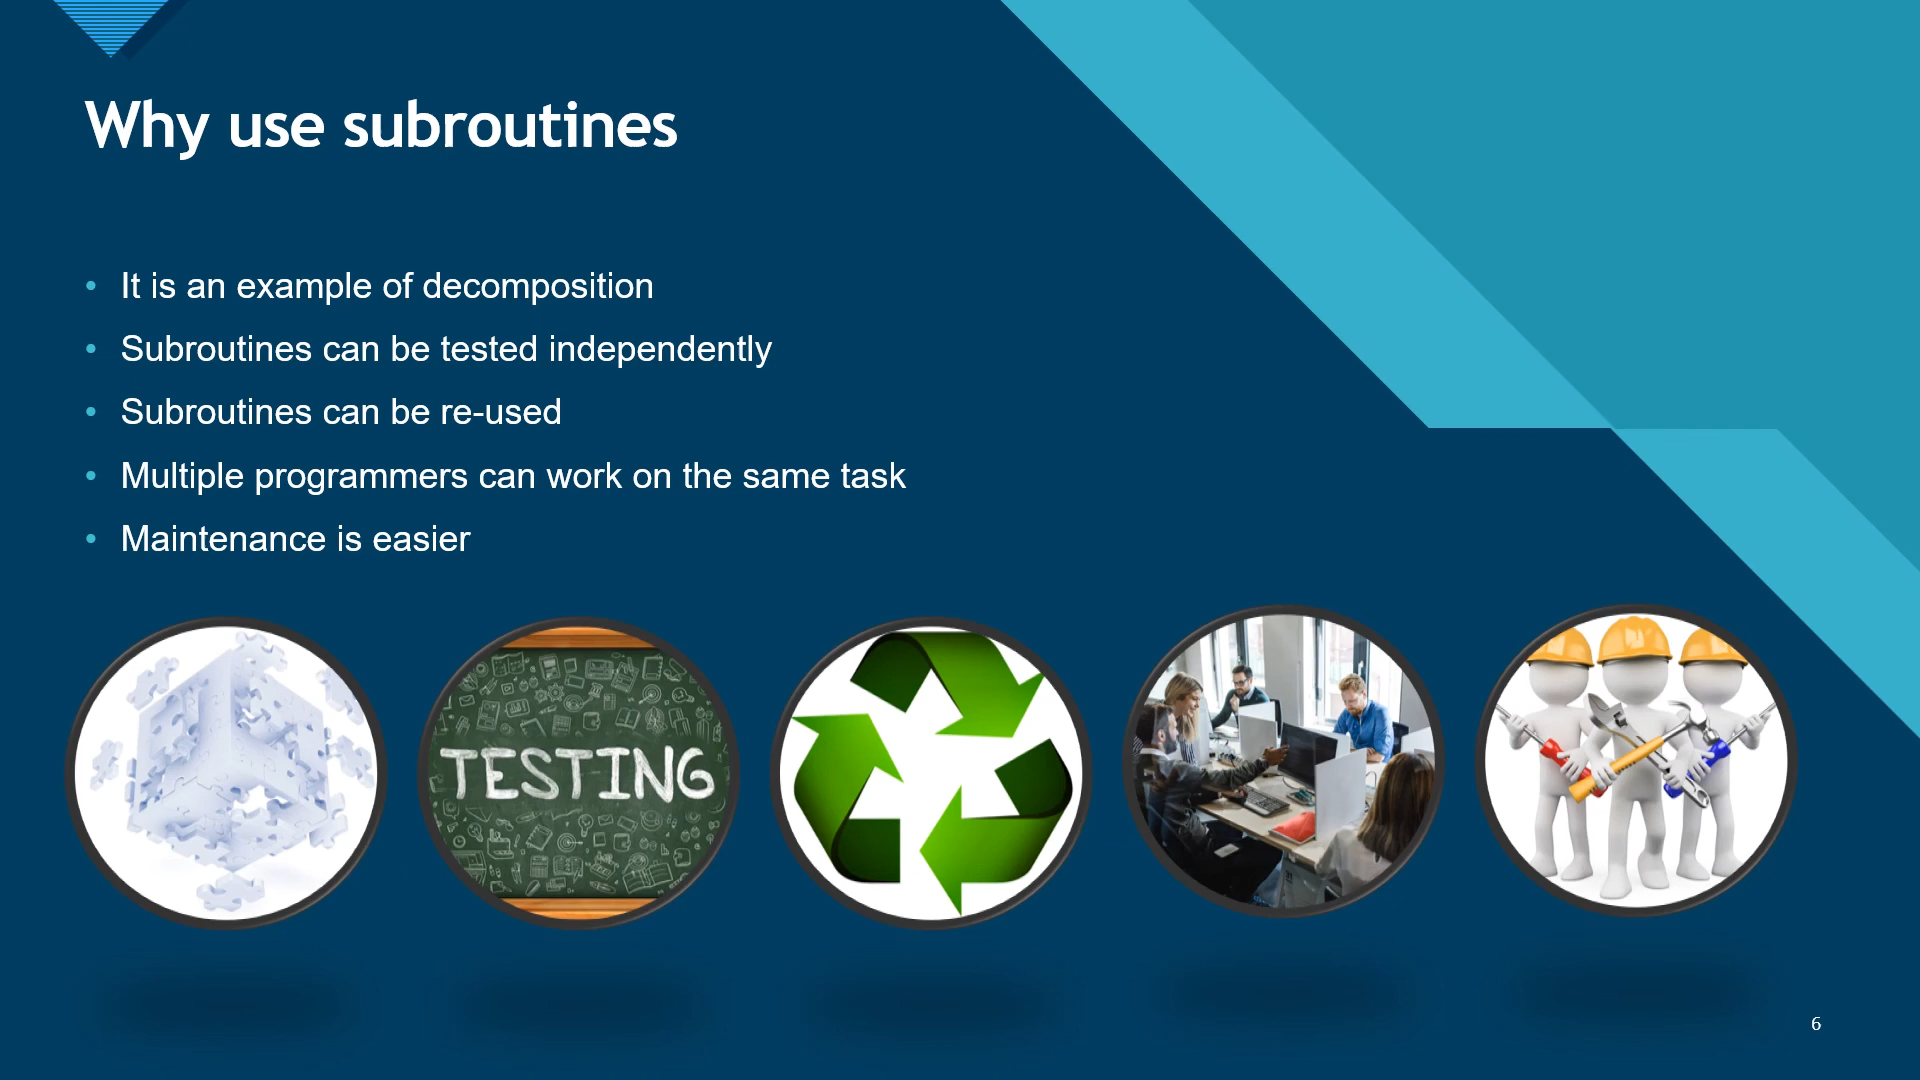 Why use subroutines
• It is an example of decomposition
• Subroutines can be tested independently
• Subroutines can be re-used
• Multiple programmers can work on the same task
• Maintenance is easier
TESTING
6